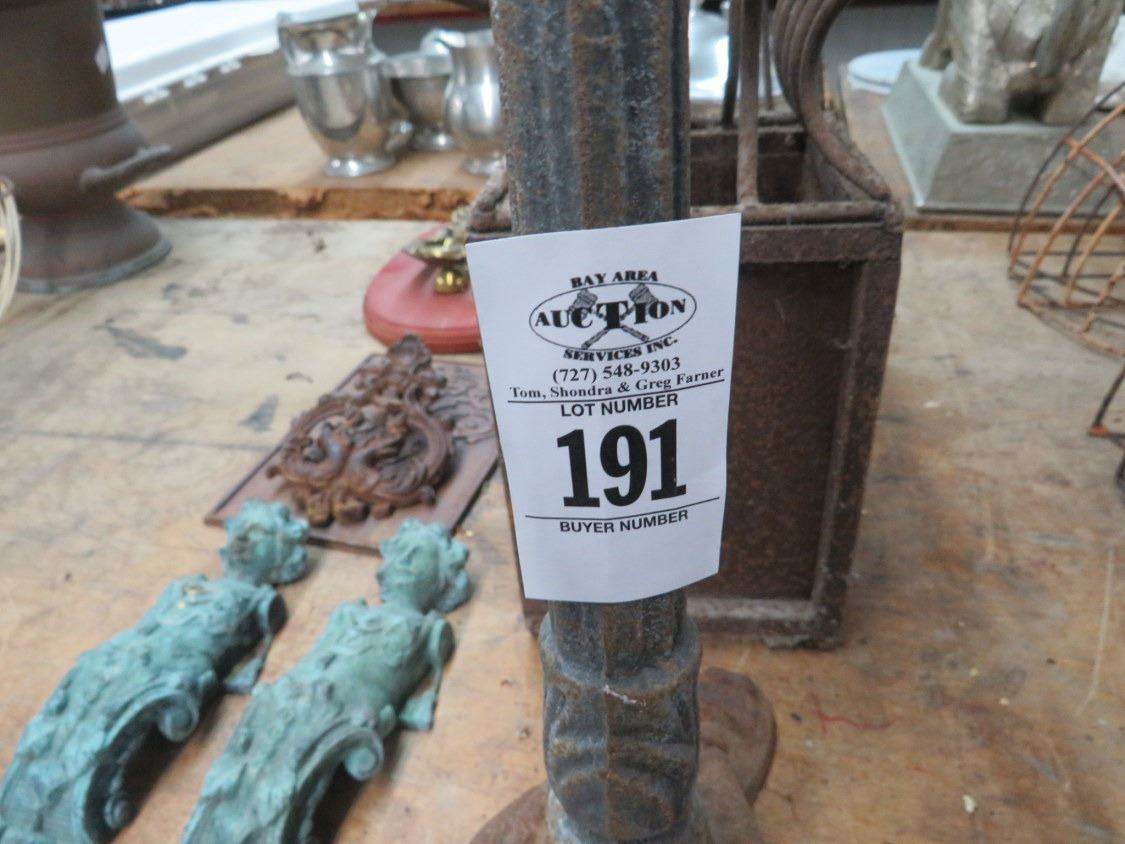 BAY AREA
AUCTION
SERVICES INC.
(727) 548-9303
Tom, Shondra & Greg Farner
LOT NUMBER
191
BUYER NUMBER